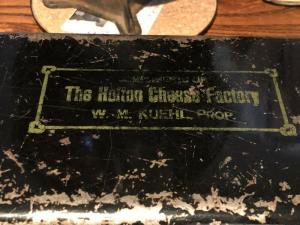 The Holton Cheese Factory
W. M. KUEHL PROP.